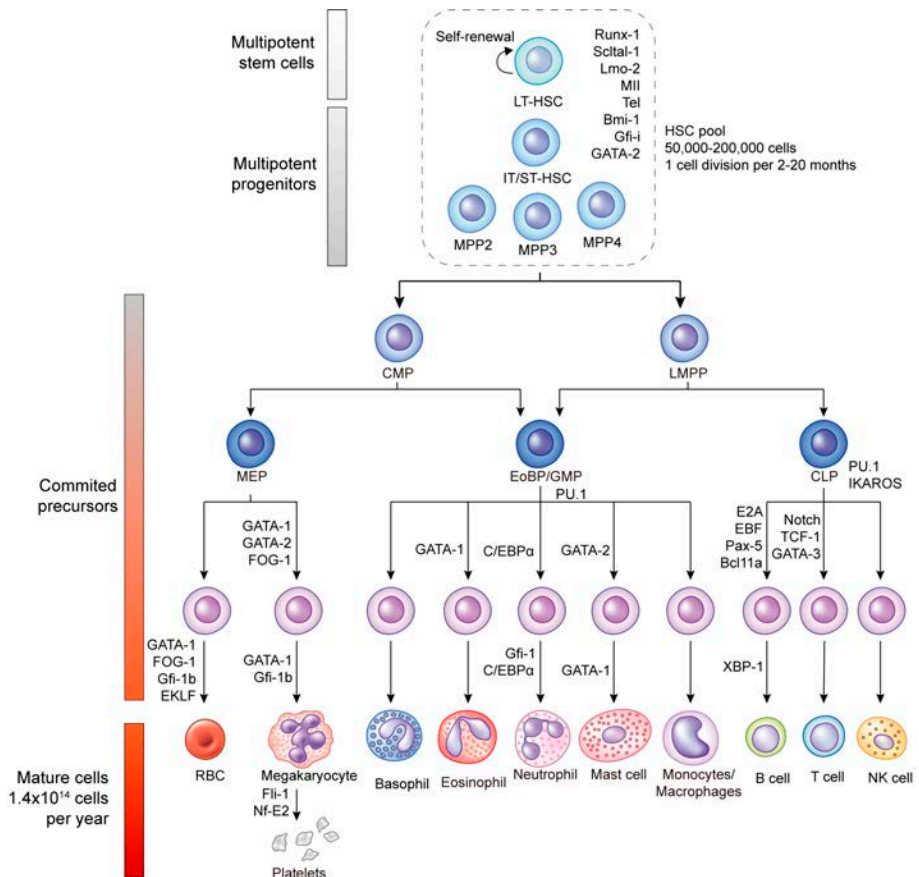 Multipotent
stem cells
Self-renewal
LT-HSC
Runx-1
Scltal-1
Lmo-2
Mll
Tel
Bmi-1
Gfi-i
GATA-2
HSC pool
50,000-200,000 cells
1 cell division per 2-20 months
Multipotent
progenitors
IT/ST-HSC
MPP2
MPP3
MPP4
CMP
LMPP
Commited
precursors
MEP
EoBP/GMP
PU.1
CLP
PU.1
IKAROS
GATA-1
GATA-2
FOG-1
GATA-1
C/EBPα
GATA-2
E2A
EBF
Pax-5
Bcl11a
Notch
TCF-1
GATA-3
GATA-1
FOG-1
Gfi-1b
EKLF
GATA-1
Gfi-1b
Gfi-1
C/EBPα
GATA-1
XBP-1
Mature cells
1.4x10¹⁴ cells
per year
RBC
Megakaryocyte
Basophil
Eosinophil
Neutrophil
Mast cell
Monocytes/
Macrophages
B cell
T cell
NK cell
Fli-1
Nf-E2
Platelets